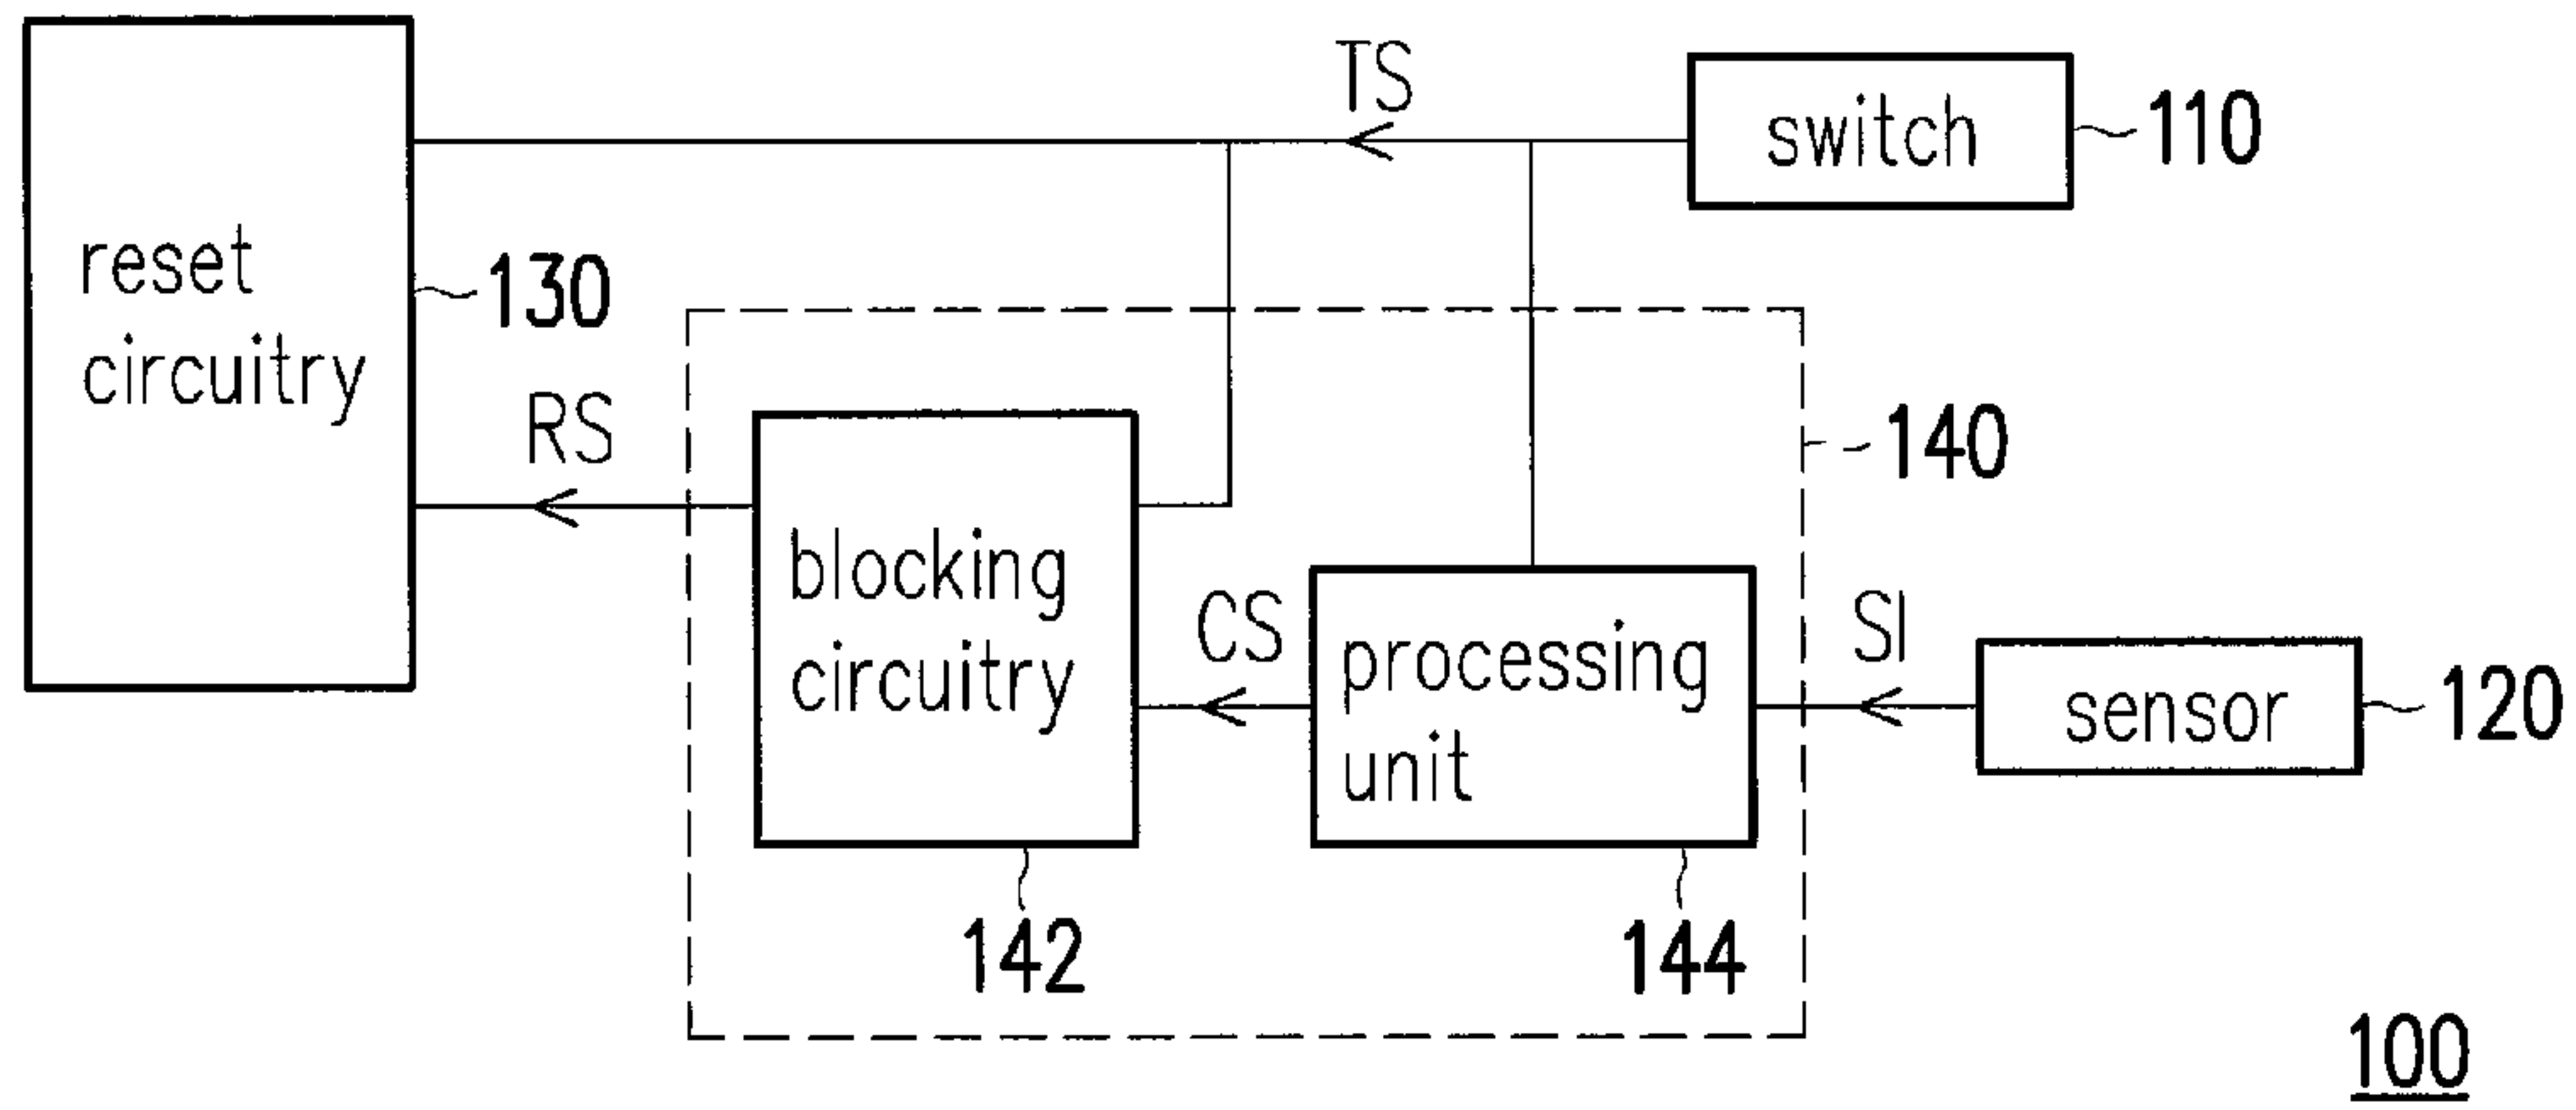 TS
switch
110
reset
circuitry
130
RS
140
blocking
circuitry
CS
processing
unit
SI
sensor
120
142
144
100